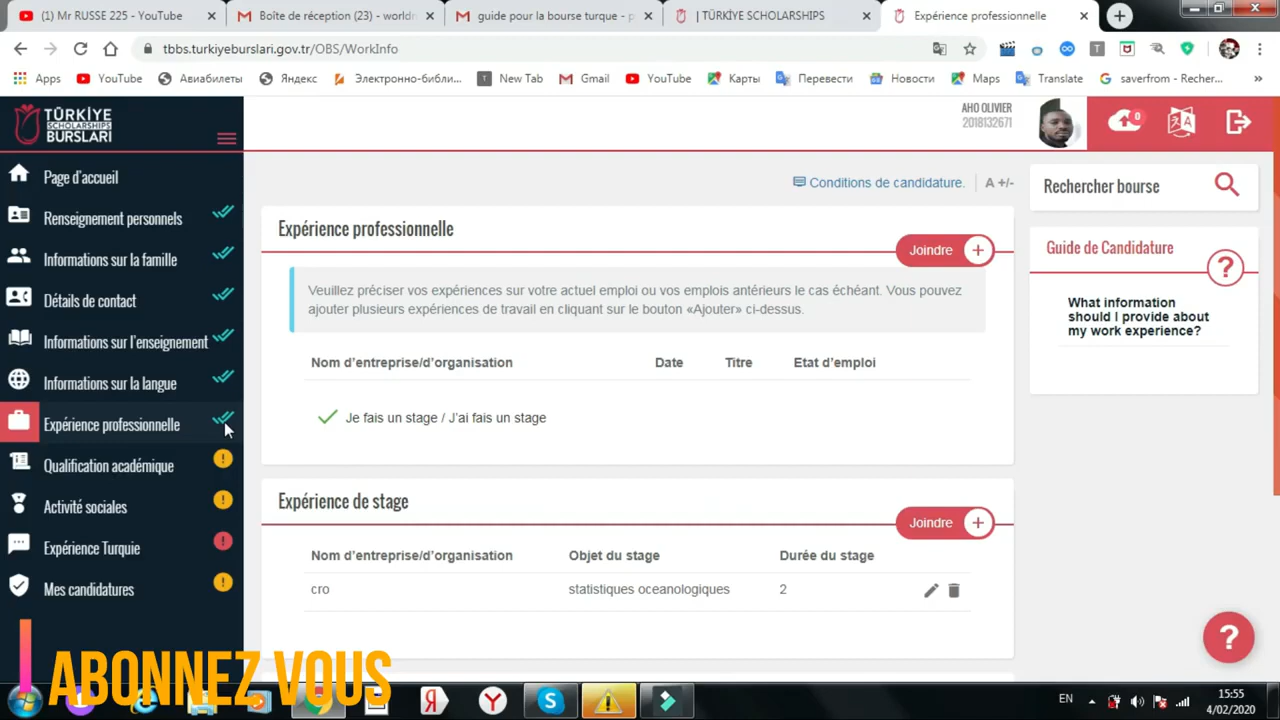 (1) Mr RUSSE 225 - YouTube
Boîte de réception (23) - worldn
guide pour la bourse turque - p
| TÜRKİYE SCHOLARSHIPS
Expérience professionnelle
tbbs.turkiyeburslari.gov.tr/OBS/WorkInfo
Apps
YouTube
Авиабилеты
Яндекс
Электронно-библи...
New Tab
Gmail
YouTube
Карты
Перевести
Новости
Maps
Translate
saverfrom - Recher...
»
TÜRKİYE
SCHOLARSHIPS
BURSLARI
AHO OLIVIER
2018132671
0
Page d'accueil
Renseignement personnels
Informations sur la famille
Détails de contact
Informations sur l'enseignement
Informations sur la langue
Expérience professionnelle
Qualification académique
Activité sociales
Expérience Turquie
Mes candidatures
Conditions de candidature.
A +/-
Expérience professionnelle
Joindre +
Veuillez préciser vos expériences sur votre actuel emploi ou vos emplois antérieurs le cas échéant. Vous pouvez
ajouter plusieurs expériences de travail en cliquant sur le bouton «Ajouter» ci-dessus.
Nom d'entreprise/d'organisation Date Titre Etat d'emploi
Je fais un stage / J'ai fais un stage
Expérience de stage
Joindre +
Nom d'entreprise/d'organisation Objet du stage Durée du stage
cro statistiques oceanologiques 2
Rechercher bourse
Guide de Candidature
?
What information
should I provide about
my work experience?
?
ABONNEZ VOUS
EN
15:55
4/02/2020